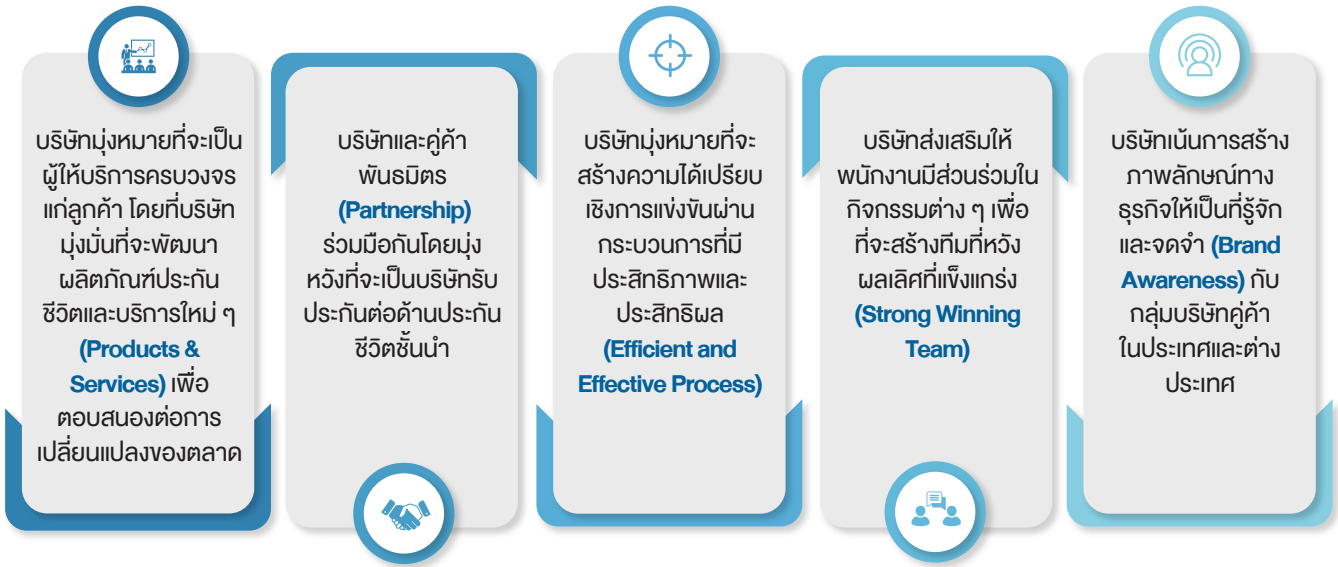 บริษัทมุ่งหมายที่จะเป็น
ผู้ให้บริการครบวงจร
แก่ลูกค้า โดยที่บริษัท
มุ่งมั่นที่จะพัฒนา
ผลิตภัณฑ์ประกัน
ชีวิตและบริการใหม่ ๆ
(Products &
Services) เพื่อ
ตอบสนองต่อการ
เปลี่ยนแปลงของตลาด
บริษัทและคู่ค้า
พันธมิตร
(Partnership)
ร่วมมือกันโดยมุ่ง
หวังที่จะเป็นบริษัทรับ
ประกันต่อด้านประกัน
ชีวิตชั้นนำ
บริษัทมุ่งหมายที่จะ
สร้างความได้เปรียบ
เชิงการแข่งขันผ่าน
กระบวนการที่มี
ประสิทธิภาพและ
ประสิทธิผล
(Efficient and
Effective Process)
บริษัทส่งเสริมให้
พนักงานมีส่วนร่วมใน
กิจกรรมต่าง ๆ เพื่อ
ที่จะสร้างทีมที่หวัง
ผลเลิศที่แข็งแกร่ง
(Strong Winning
Team)
บริษัทเน้นการสร้าง
ภาพลักษณ์ทาง
ธุรกิจให้เป็นที่รู้จัก
และจดจำ (Brand
Awareness) กับ
กลุ่มบริษัทคู่ค้า
ในประเทศและต่าง
ประเทศ